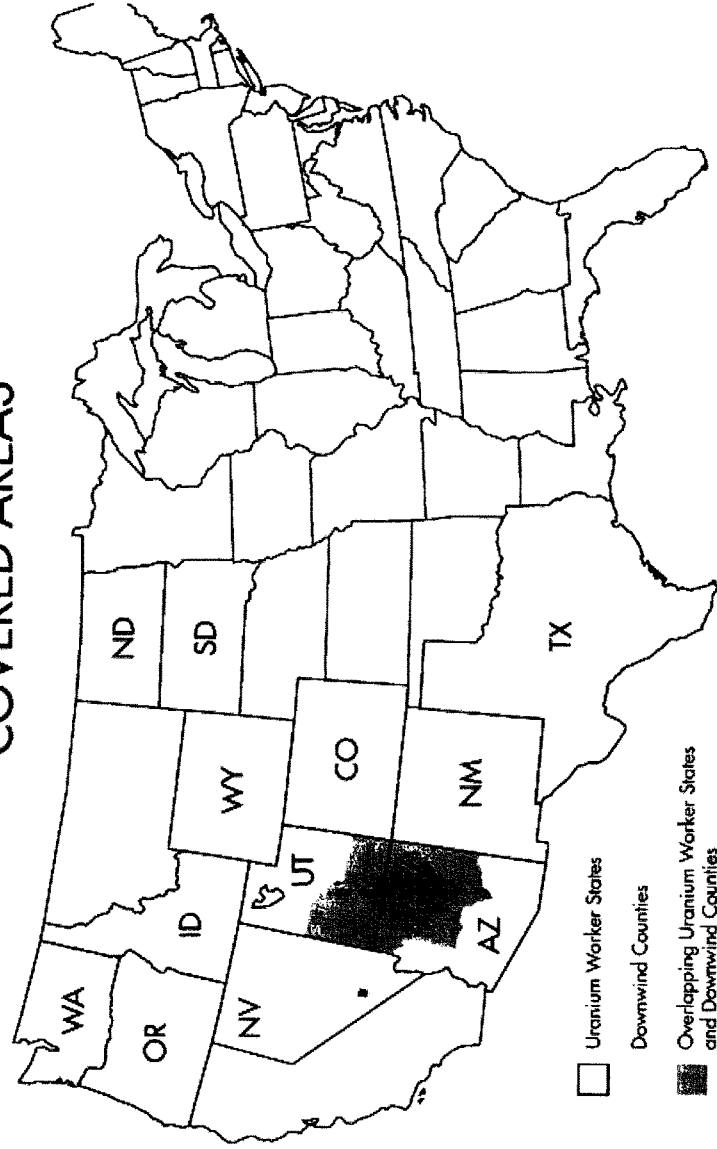 COVERED AREAS
WA
OR
ID
NV
UT
AZ
WY
CO
NM
ND
SD
TX
Uranium Worker States
Downwind Counties
Overlapping Uranium Worker States
and Downwind Counties